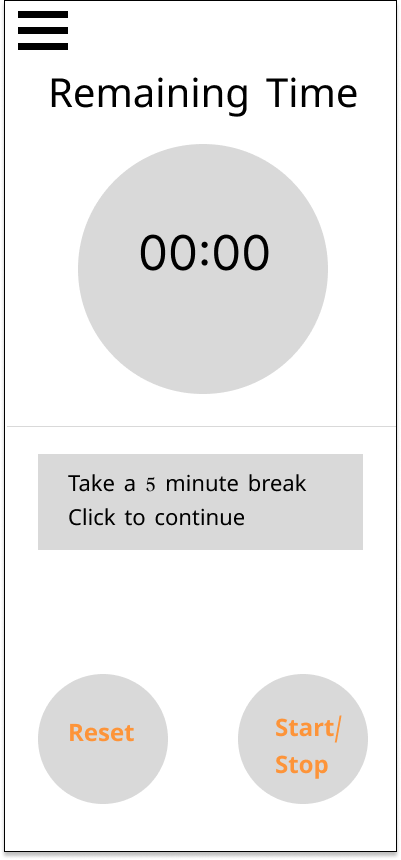 Remaining Time
00:00
Take a 5 minute break
Click to continue
Reset
Start/
Stop